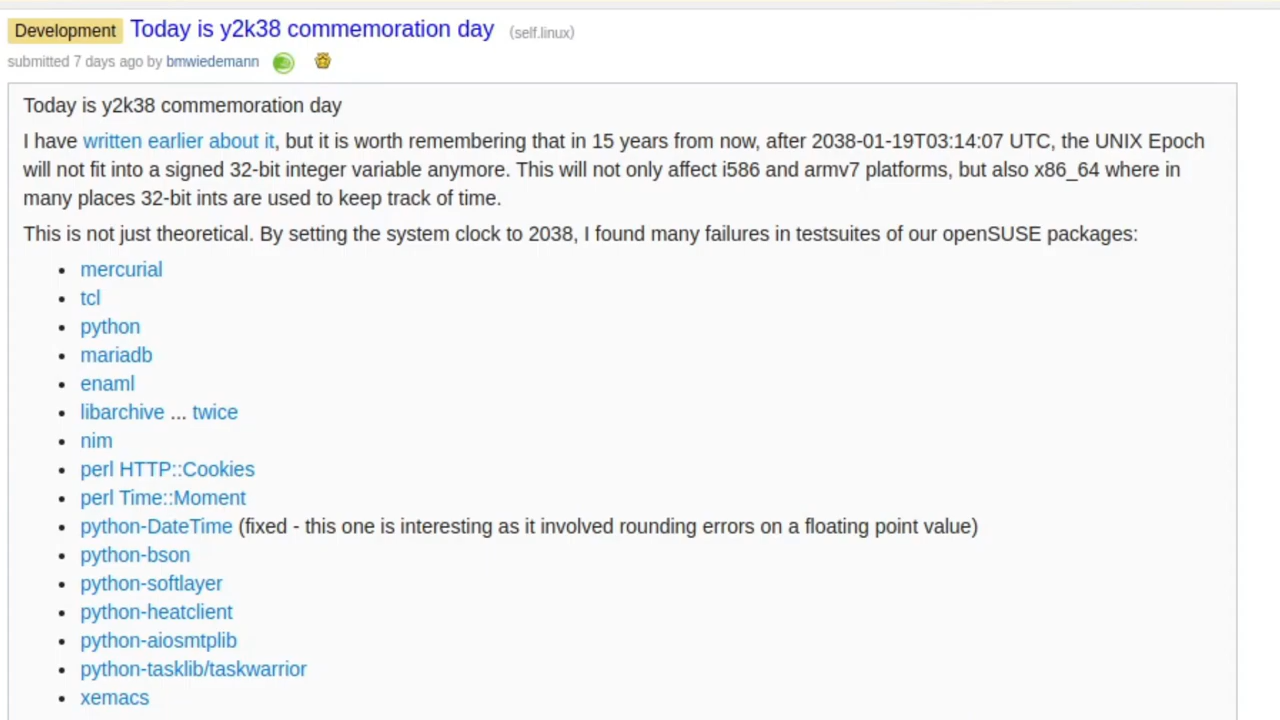 Development Today is y2k38 commemoration day (self.linux)
submitted 7 days ago by bmwiedemann
Today is y2k38 commemoration day
I have written earlier about it, but it is worth remembering that in 15 years from now, after 2038-01-19T03:14:07 UTC, the UNIX Epoch
will not fit into a signed 32-bit integer variable anymore. This will not only affect i586 and armv7 platforms, but also x86_64 where in
many places 32-bit ints are used to keep track of time.
This is not just theoretical. By setting the system clock to 2038, I found many failures in testsuites of our openSUSE packages:
• mercurial
• tcl
• python
• mariadb
• enaml
• libarchive ... twice
• nim
• perl HTTP::Cookies
• perl Time::Moment
• python-DateTime (fixed - this one is interesting as it involved rounding errors on a floating point value)
• python-bson
• python-softlayer
• python-heatclient
• python-aiosmtplib
• python-tasklib/taskwarrior
• xemacs